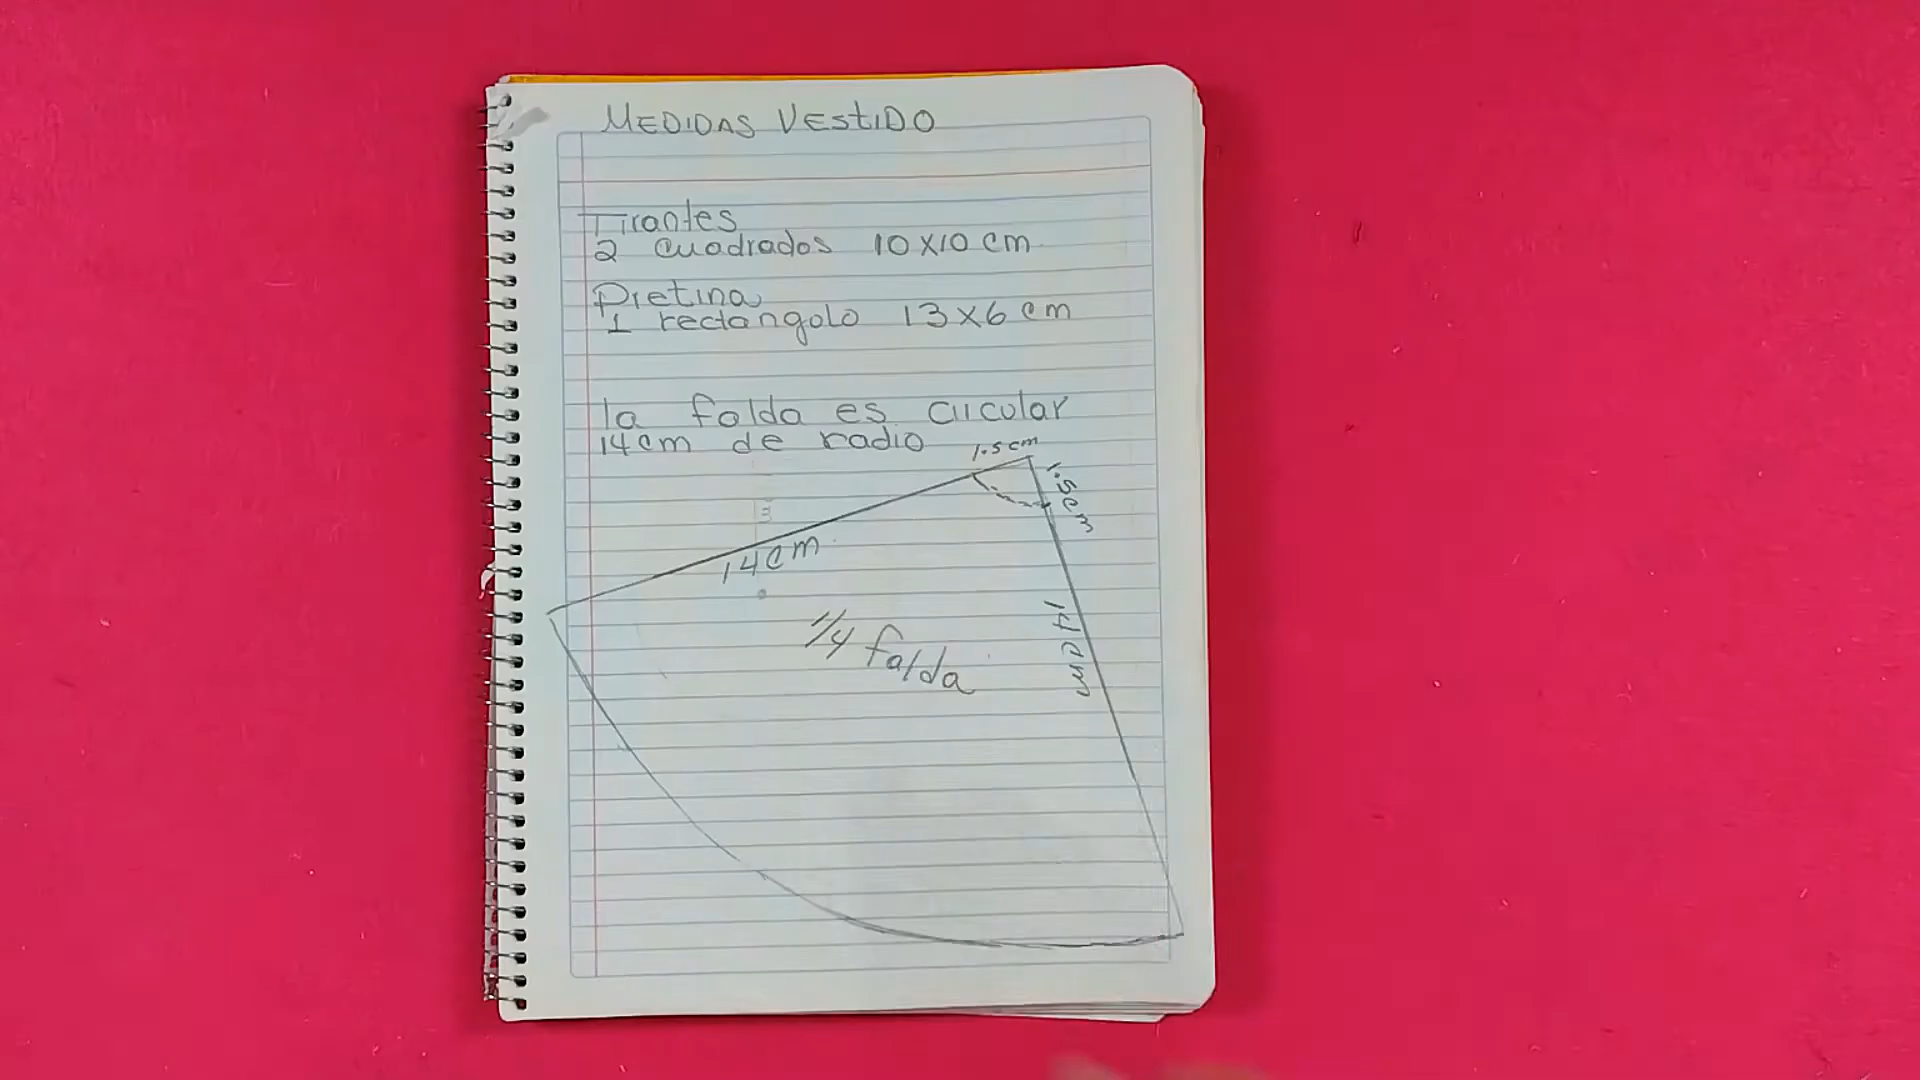 MEDIDAS VESTIDO
Tirantes
2 cuadrados 10x10 cm
Pretina
1 rectangolo 13x6 cm
la falda es circular
14cm de radio
1.5cm
1.5cm
14cm
14cm
1/4 falda